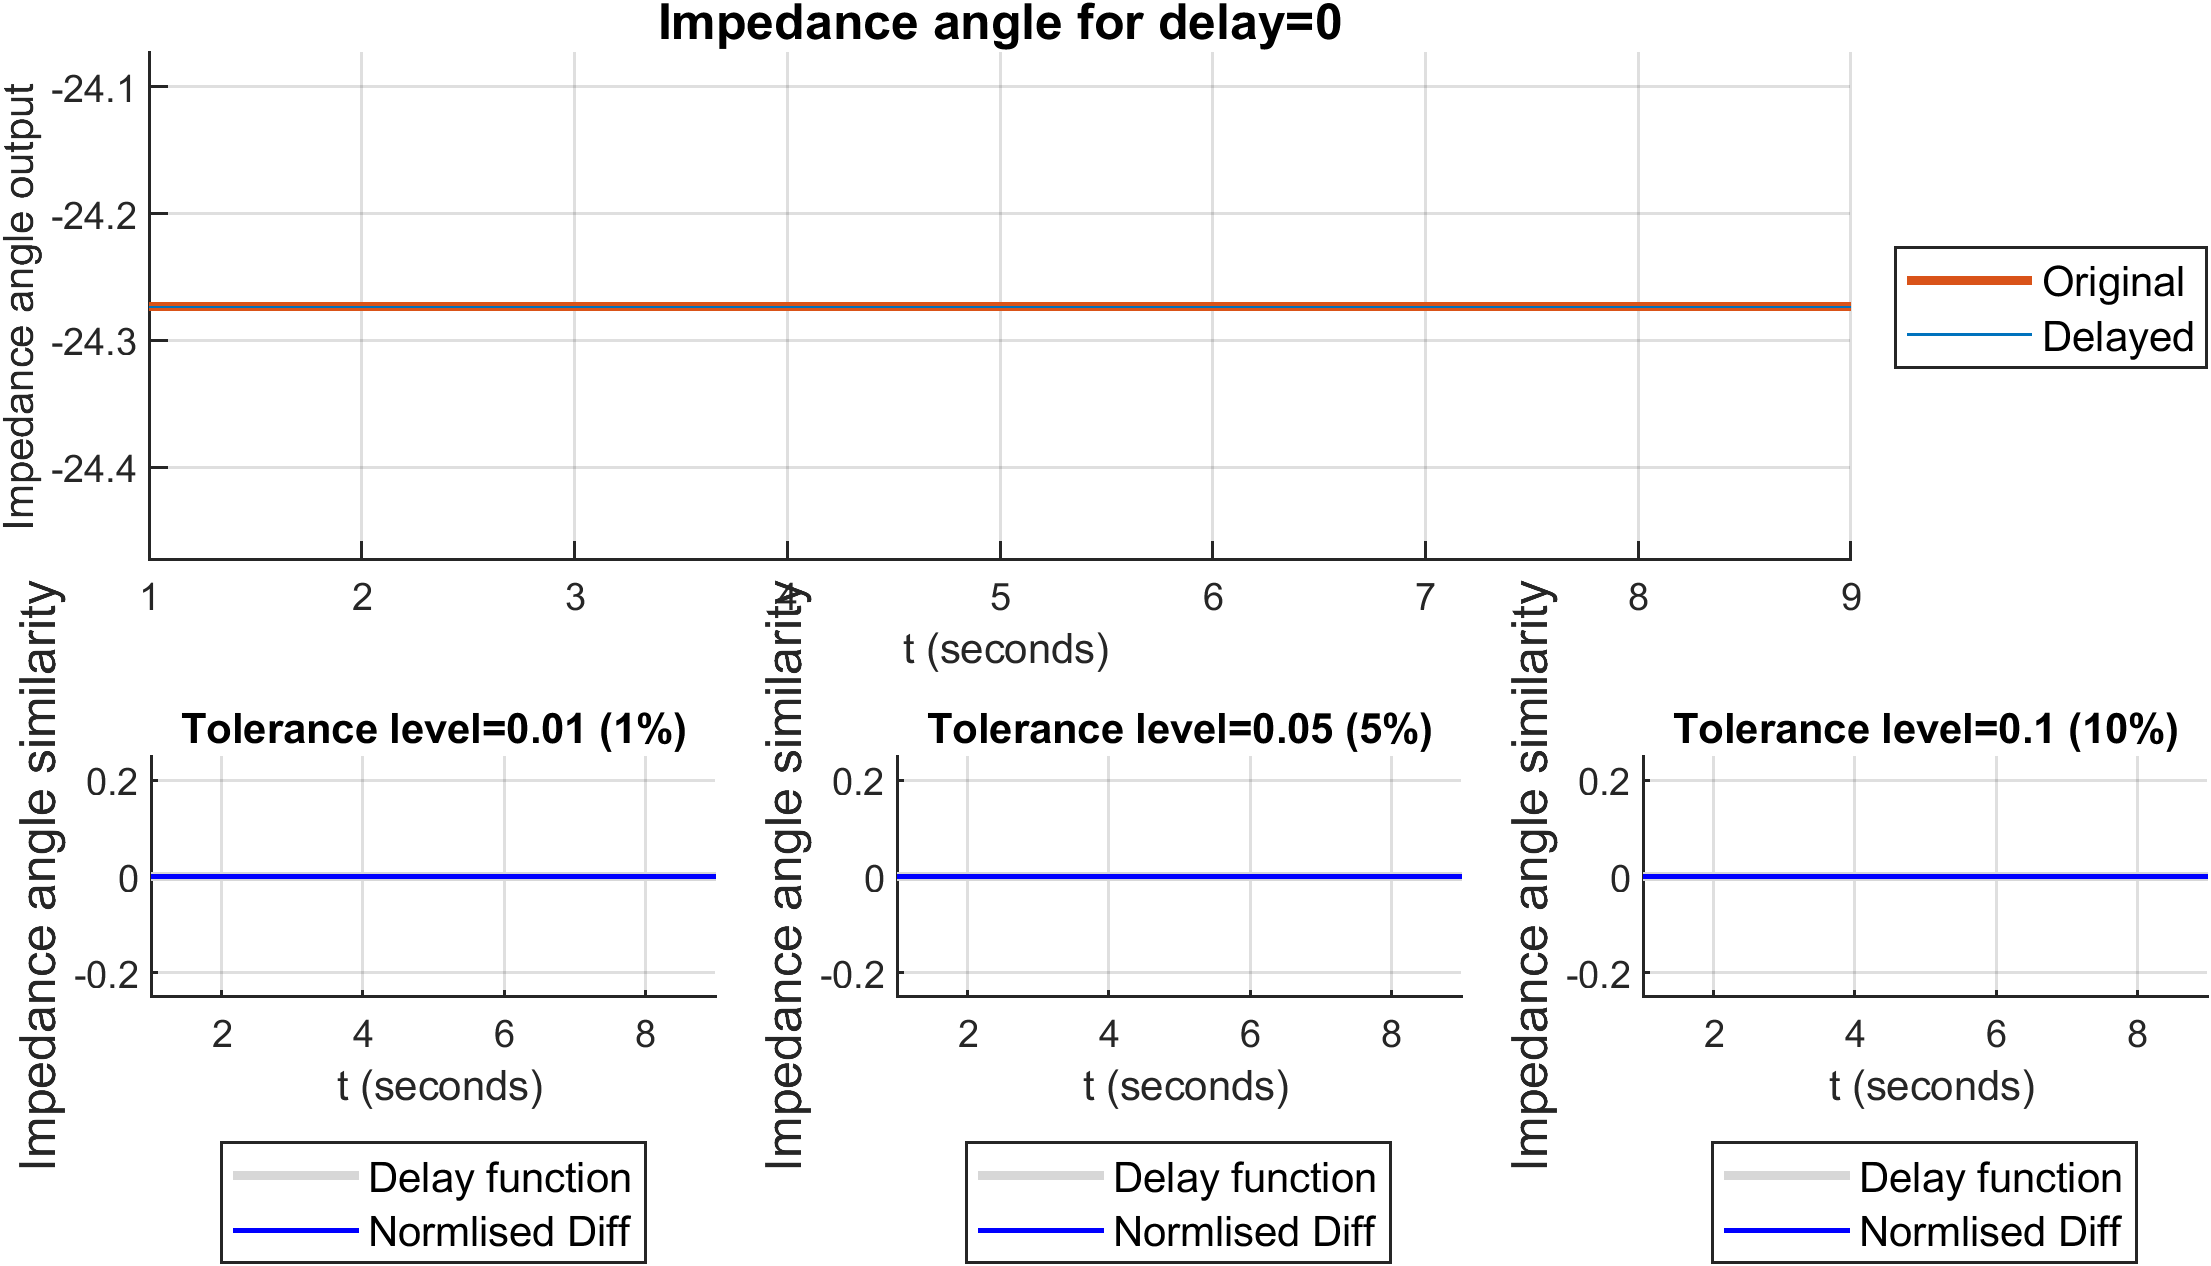 Impedance angle for delay=0
Impedance angle output
-24.1
-24.2
-24.3
-24.4
1 2 3 4 5 6 7 8 9
t (seconds)
Original
Delayed
Tolerance level=0.01 (1%)
Impedance angle similarity
0.2
0
-0.2
2 4 6 8
t (seconds)
Delay function
Normlised Diff
Tolerance level=0.05 (5%)
Impedance angle similarity
0.2
0
-0.2
2 4 6 8
t (seconds)
Delay function
Normlised Diff
Tolerance level=0.1 (10%)
Impedance angle similarity
0.2
0
-0.2
2 4 6 8
t (seconds)
Delay function
Normlised Diff